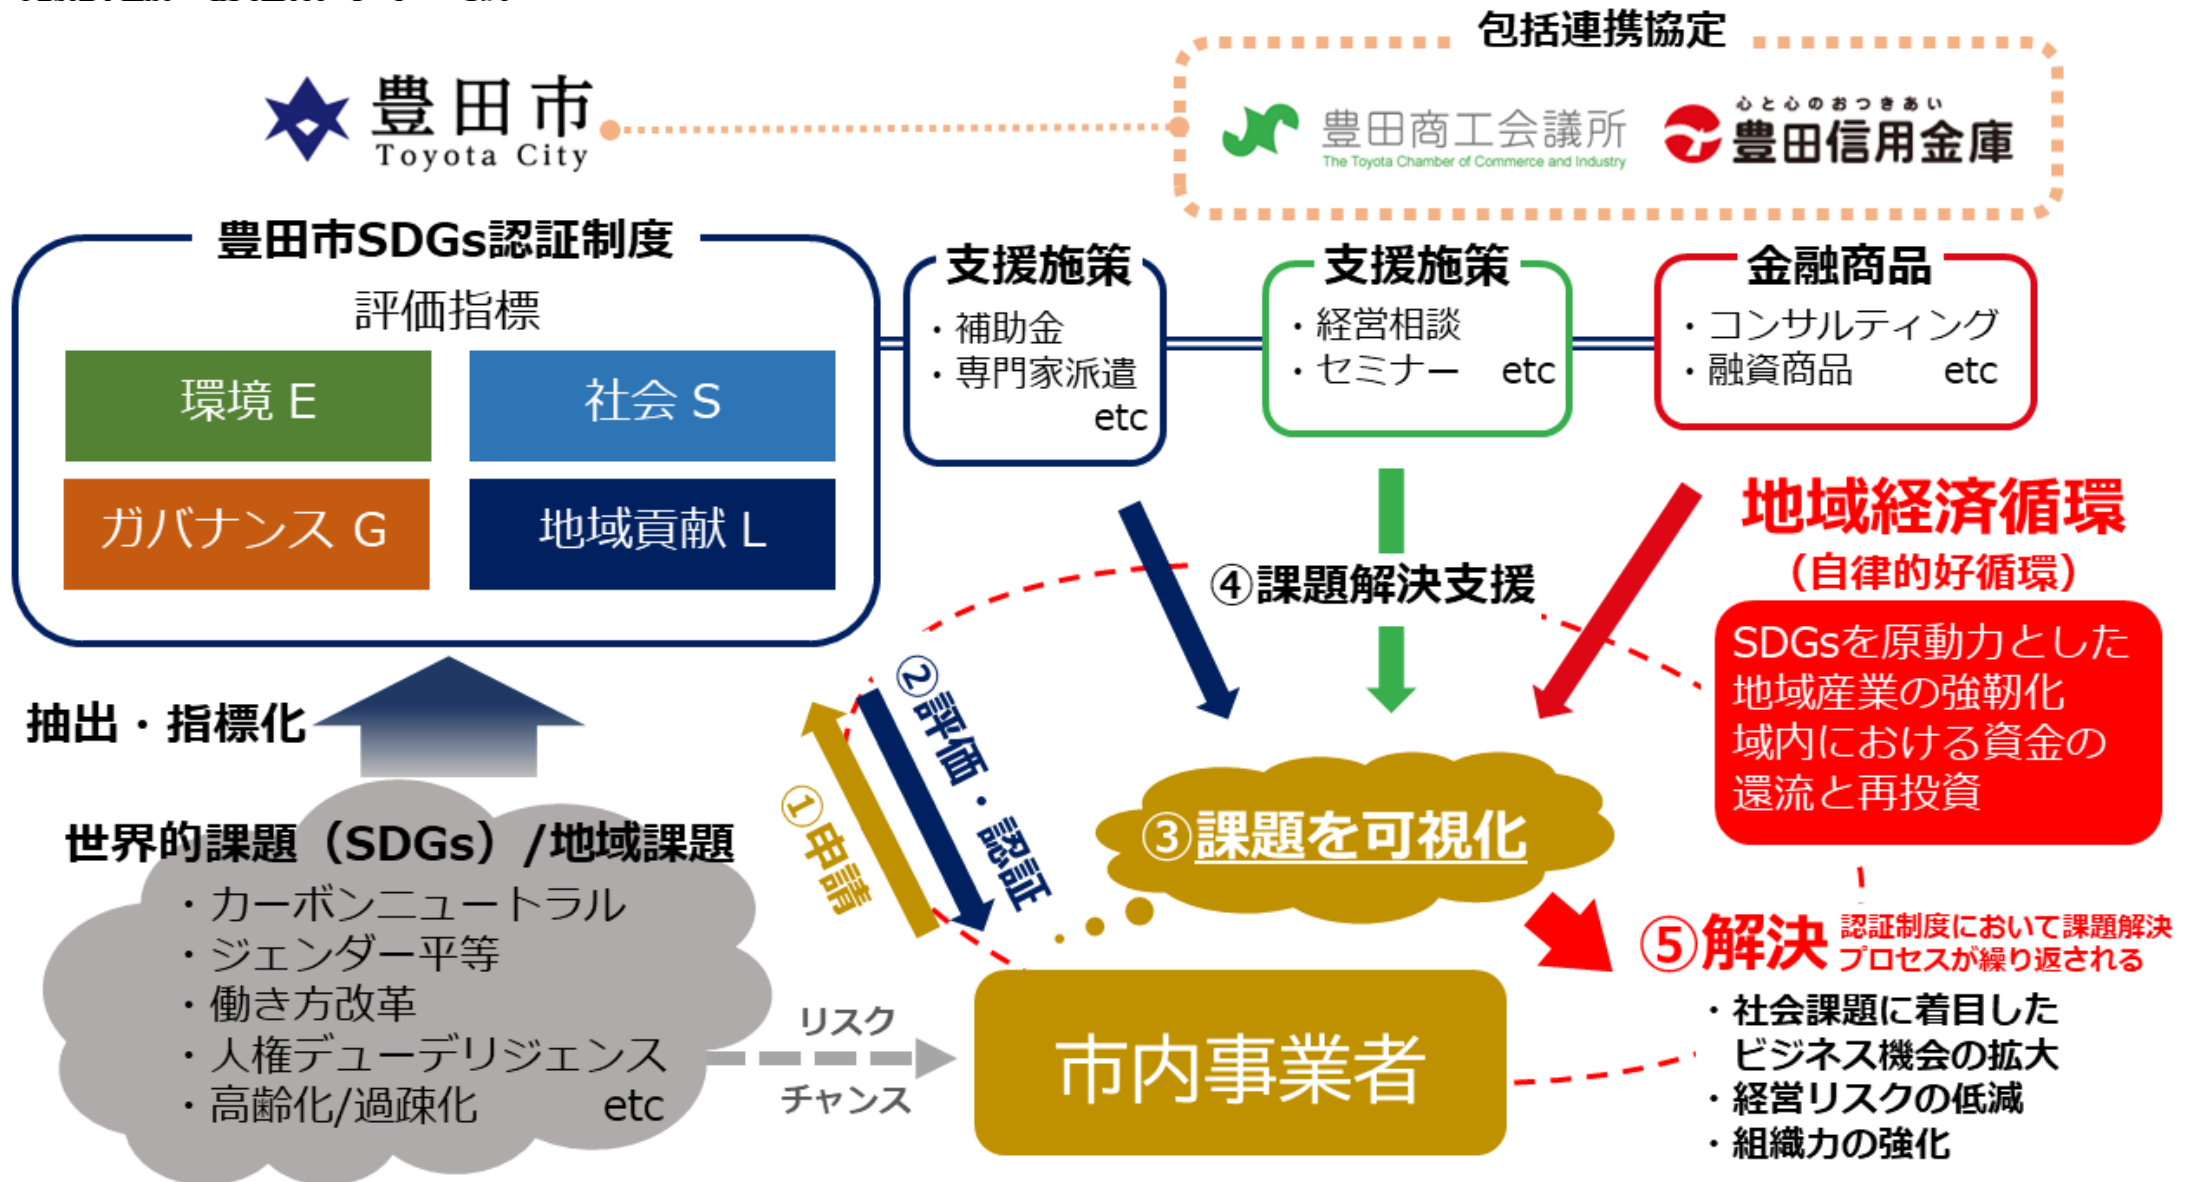 包括連携協定
豊田市
Toyota City
豊田商工会議所
The Toyota Chamber of Commerce and Industry
心と心のおつきあい
豊田信用金庫
豊田市SDGs認証制度
評価指標
環境 E
社会 S
ガバナンス G
地域貢献 L
支援施策
・補助金
・専門家派遣
etc
支援施策
・経営相談
・セミナー etc
金融商品
・コンサルティング
・融資商品 etc
④課題解決支援
地域経済循環
（自律的好循環）
SDGsを原動力とした
地域産業の強靭化
域内における資金の
還流と再投資
抽出・指標化
②評価・認証
①申請
③課題を可視化
世界的課題（SDGs）/地域課題
・カーボンニュートラル
・ジェンダー平等
・働き方改革
・人権デューデリジェンス
・高齢化/過疎化 etc
リスク
チャンス
市内事業者
⑤解決
認証制度において課題解決
プロセスが繰り返される
・社会課題に着目した
ビジネス機会の拡大
・経営リスクの低減
・組織力の強化